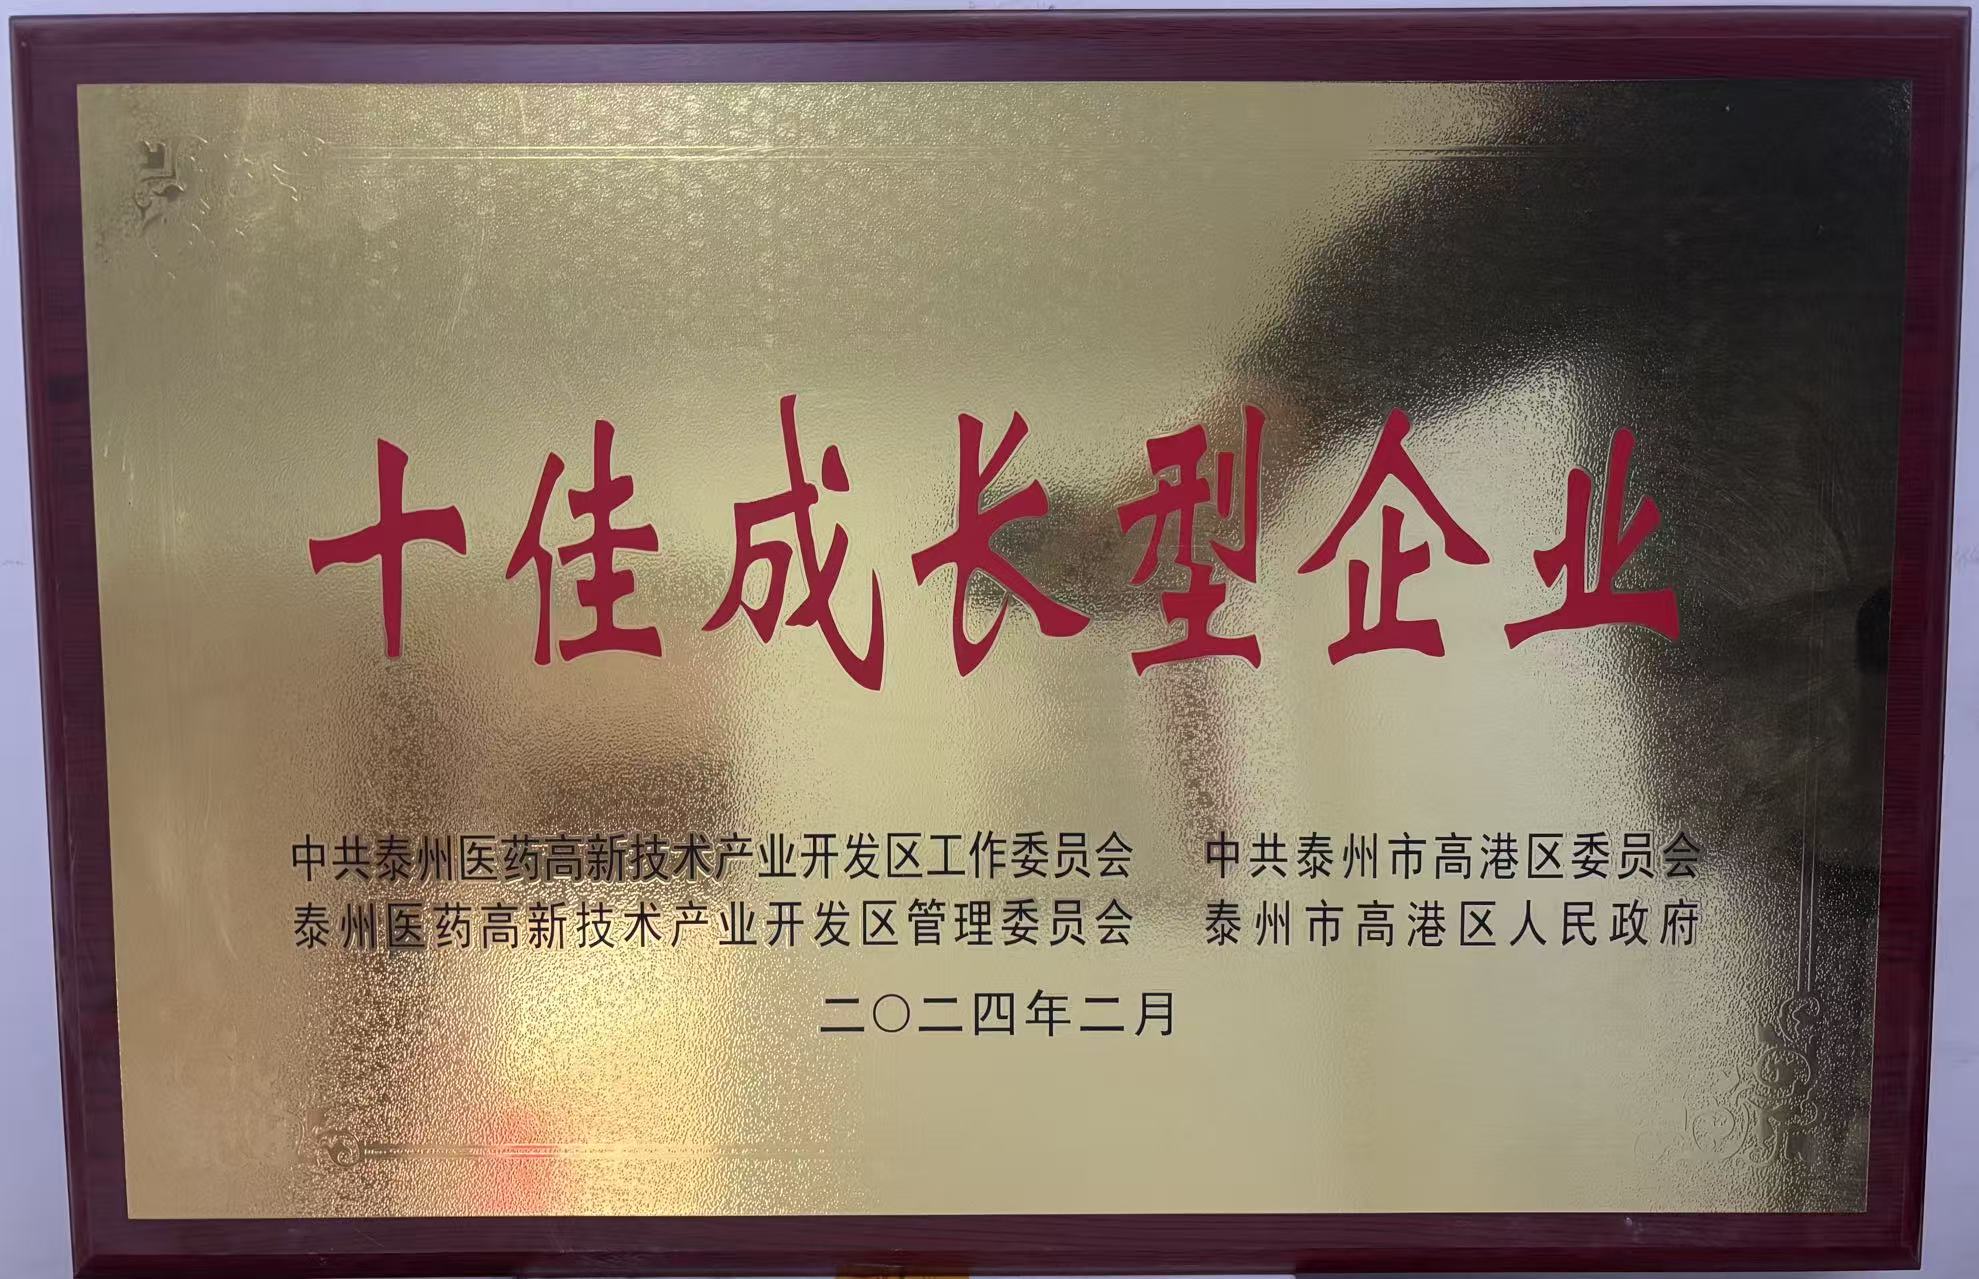 十佳成长型企业
中共泰州医药高新技术产业开发区工作委员会 中共泰州市高港区委员会
泰州医药高新技术产业开发区管理委员会 泰州市高港区人民政府
二〇二四年二月